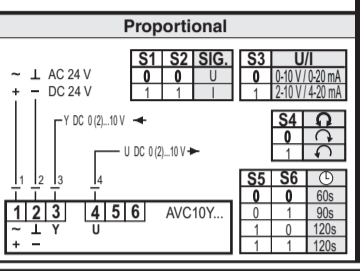 Proportional
S1 S2 SIG.
0 0 U
1 1 I
S3 U/I
0 0-10 V / 0-20 mA
1 2-10 V / 4-20 mA
~ ⊥ AC 24 V
+ − DC 24 V
Y DC 0 (2)...10 V
U DC 0 (2)...10 V
S4
0
1
1 2 3 4
1 2 3 4 5 6 AVC10Y...
~ ⊥ Y U
+ −
S5 S6
0 0 60s
0 1 90s
1 0 120s
1 1 120s